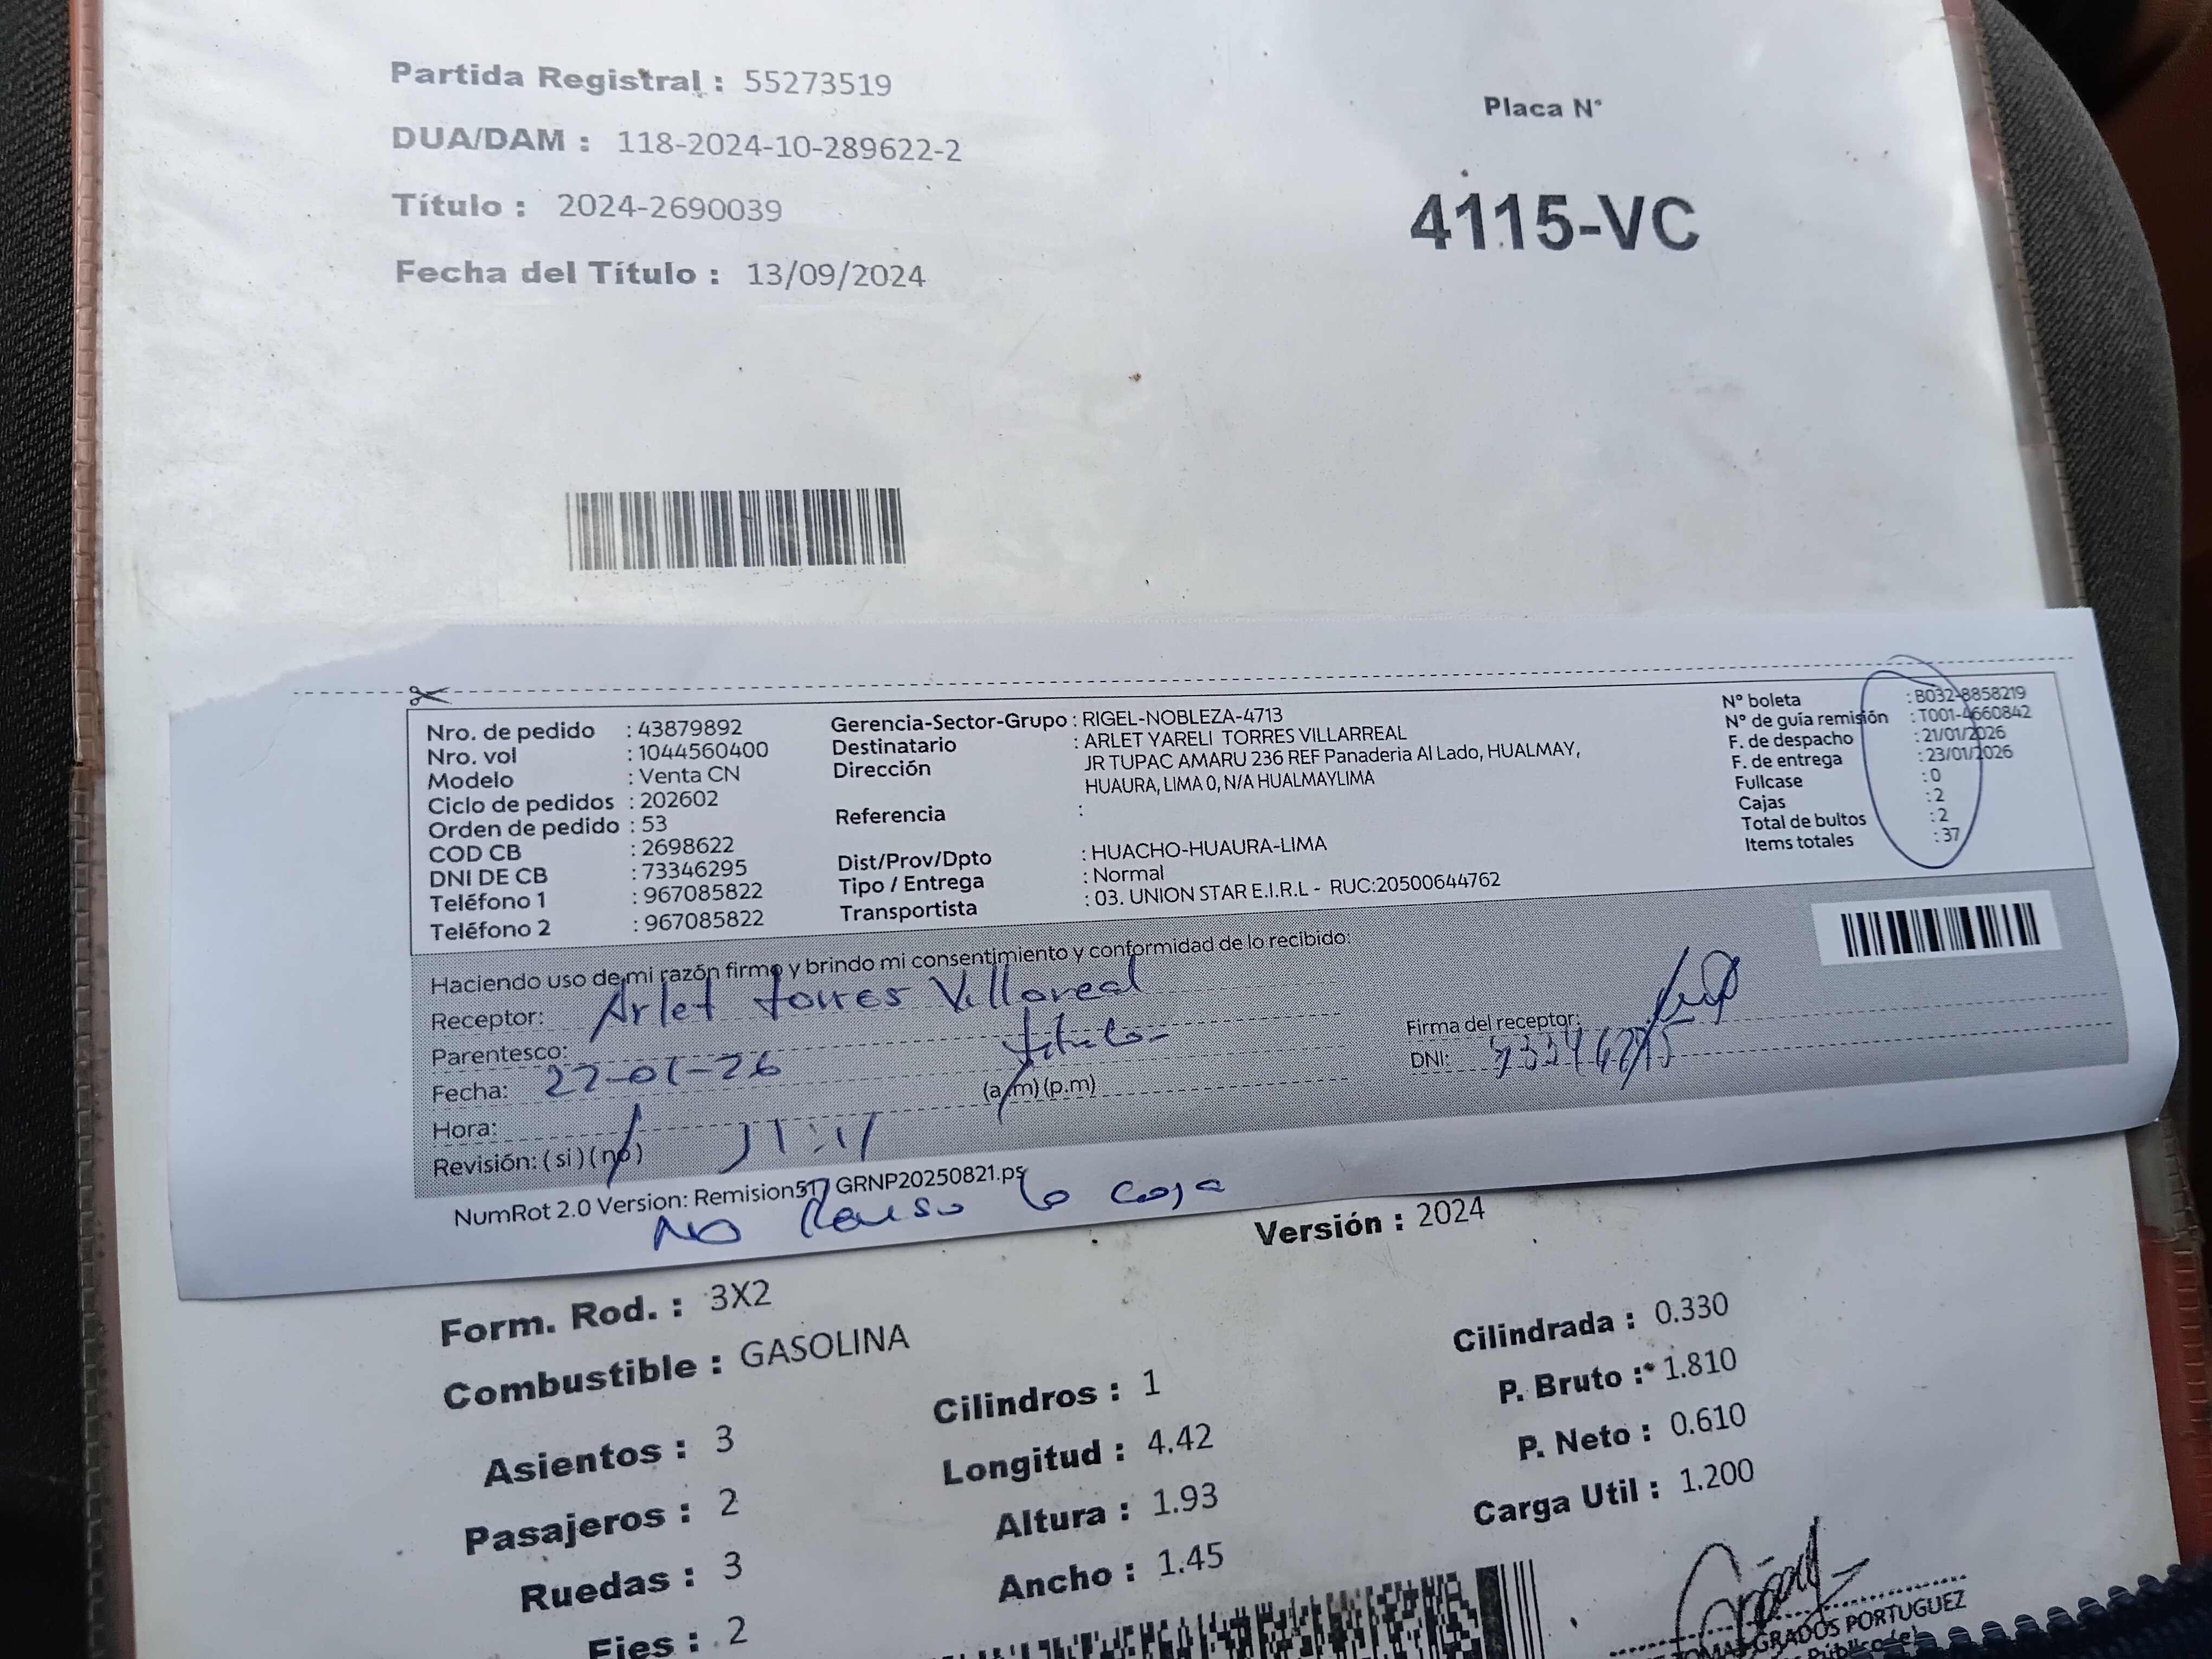 Partida Registral : 55273519
DUA/DAM : 118-2024-10-289622-2
Título : 2024-2690039
Fecha del Título : 13/09/2024
Placa N°
4115-VC
Nro. de pedido : 43879892
Nro. vol : 1044560400
Modelo : Venta CN
Ciclo de pedidos : 202602
Orden de pedido : 53
COD CB : 2698622
DNI DE CB : 73346295
Teléfono 1 : 967085822
Teléfono 2 : 967085822
Gerencia-Sector-Grupo : RIGEL-NOBLEZA-4713
Destinatario : ARLET YARELI TORRES VILLARREAL
Dirección JR TUPAC AMARU 236 REF Panaderia Al Lado, HUALMAY,
HUAURA, LIMA 0, N/A HUALMAYLIMA
Referencia :
Dist/Prov/Dpto : HUACHO-HUAURA-LIMA
Tipo / Entrega : Normal
Transportista : 03. UNION STAR E.I.R.L - RUC:20500644762
N° boleta : B032-8858219
N° de guía remisión : T001-4660842
F. de despacho : 21/01/2026
F. de entrega : 23/01/2026
Fullcase : 0
Cajas : 2
Total de bultos : 2
Items totales : 37
Haciendo uso de mi razón firmo y brindo mi consentimiento y conformidad de lo recibido:
Receptor: Arlet torres Villareal
Parentesco: titular
Fecha: 22-01-26
(a.m) (p.m)
Hora:
Revisión: ( si ) ( no )
Firma del receptor:
DNI: 73346295
NumRot 2.0 Version: Remision517 GRNP20250821.ps
NO
Versión : 2024
Form. Rod. : 3X2
Combustible : GASOLINA
Asientos : 3
Pasajeros : 2
Ruedas : 3
Ejes : 2
Cilindros : 1
Longitud : 4.42
Altura : 1.93
Ancho : 1.45
Cilindrada : 0.330
P. Bruto : 1.810
P. Neto : 0.610
Carga Util : 1.200
GRADOS PORTUGUEZ